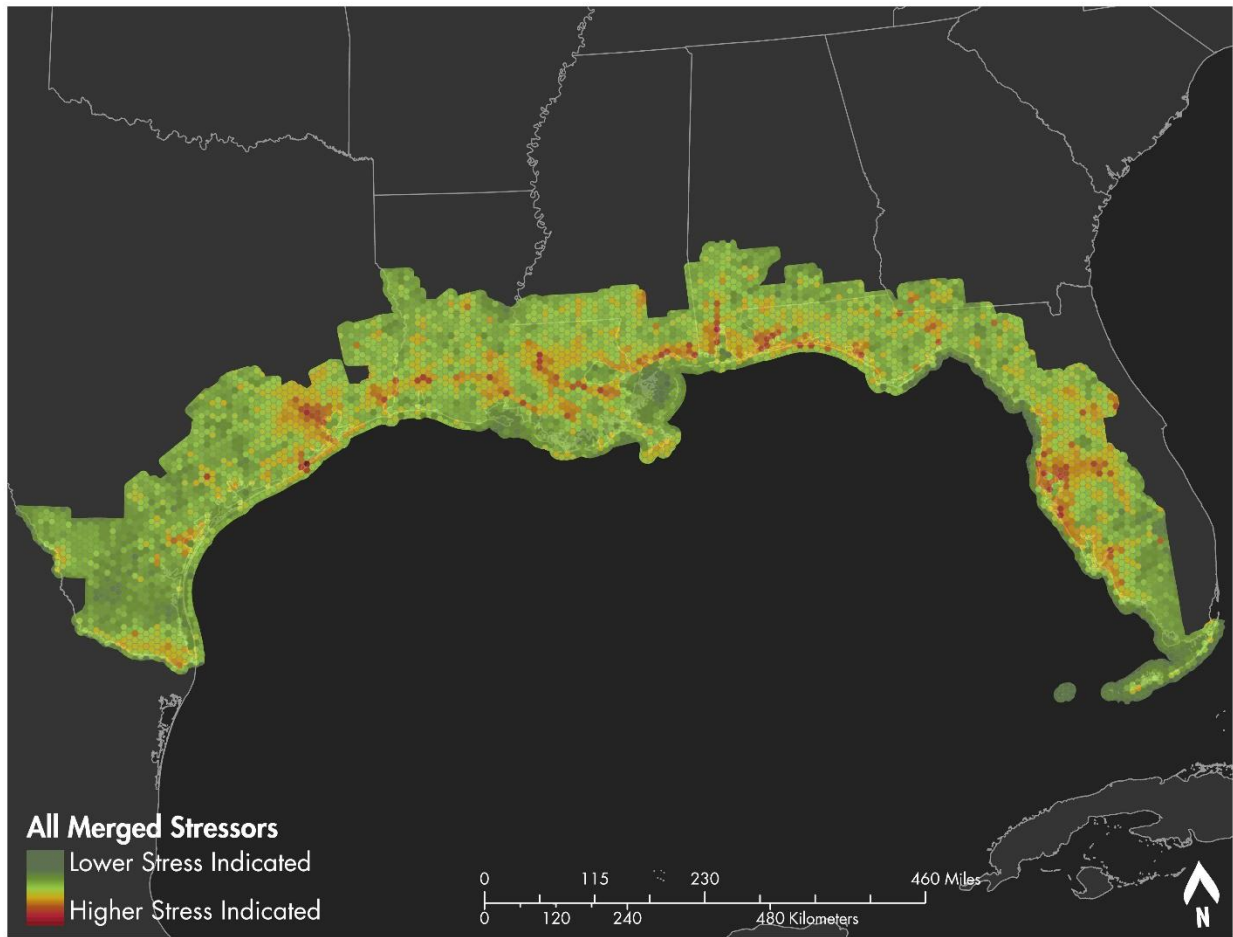 All Merged Stressors
Lower Stress Indicated
Higher Stress Indicated
0 115 230 460 Miles
0 120 240 480 Kilometers
N